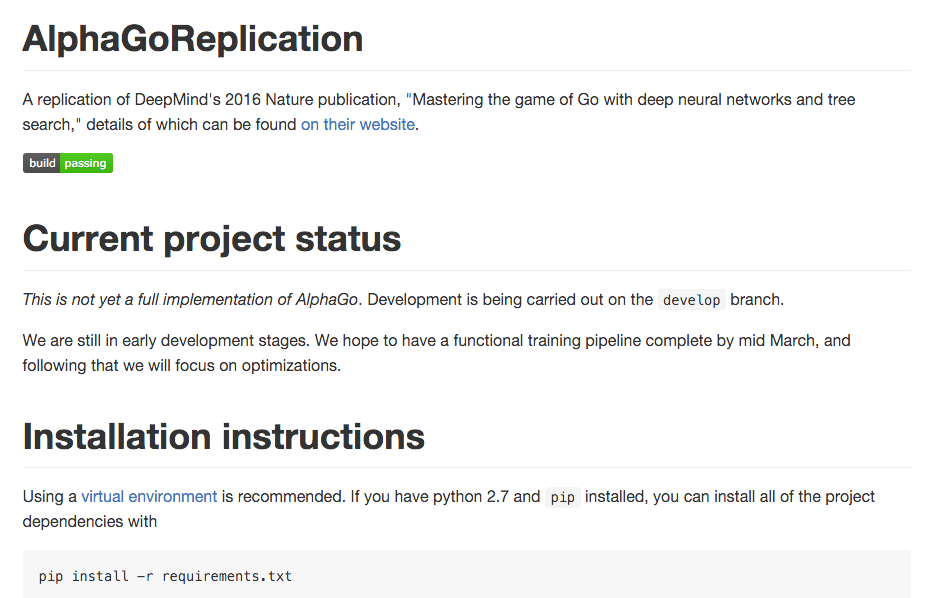 AlphaGoReplication
A replication of DeepMind's 2016 Nature publication, "Mastering the game of Go with deep neural networks and tree
search," details of which can be found on their website.
build passing
Current project status
This is not yet a full implementation of AlphaGo. Development is being carried out on the develop branch.
We are still in early development stages. We hope to have a functional training pipeline complete by mid March, and
following that we will focus on optimizations.
Installation instructions
Using a virtual environment is recommended. If you have python 2.7 and pip installed, you can install all of the project
dependencies with
pip install -r requirements.txt